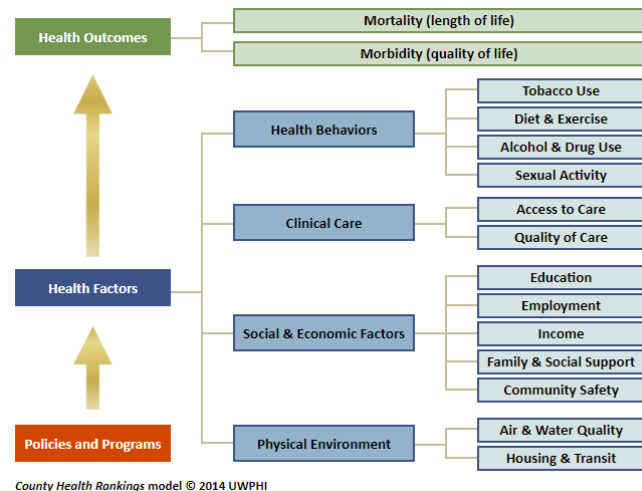 Health Outcomes
Mortality (length of life)
Morbidity (quality of life)
Health Factors
Health Behaviors
Tobacco Use
Diet & Exercise
Alcohol & Drug Use
Sexual Activity
Clinical Care
Access to Care
Quality of Care
Social & Economic Factors
Education
Employment
Income
Family & Social Support
Community Safety
Physical Environment
Air & Water Quality
Housing & Transit
Policies and Programs
County Health Rankings model © 2014 UWPHI